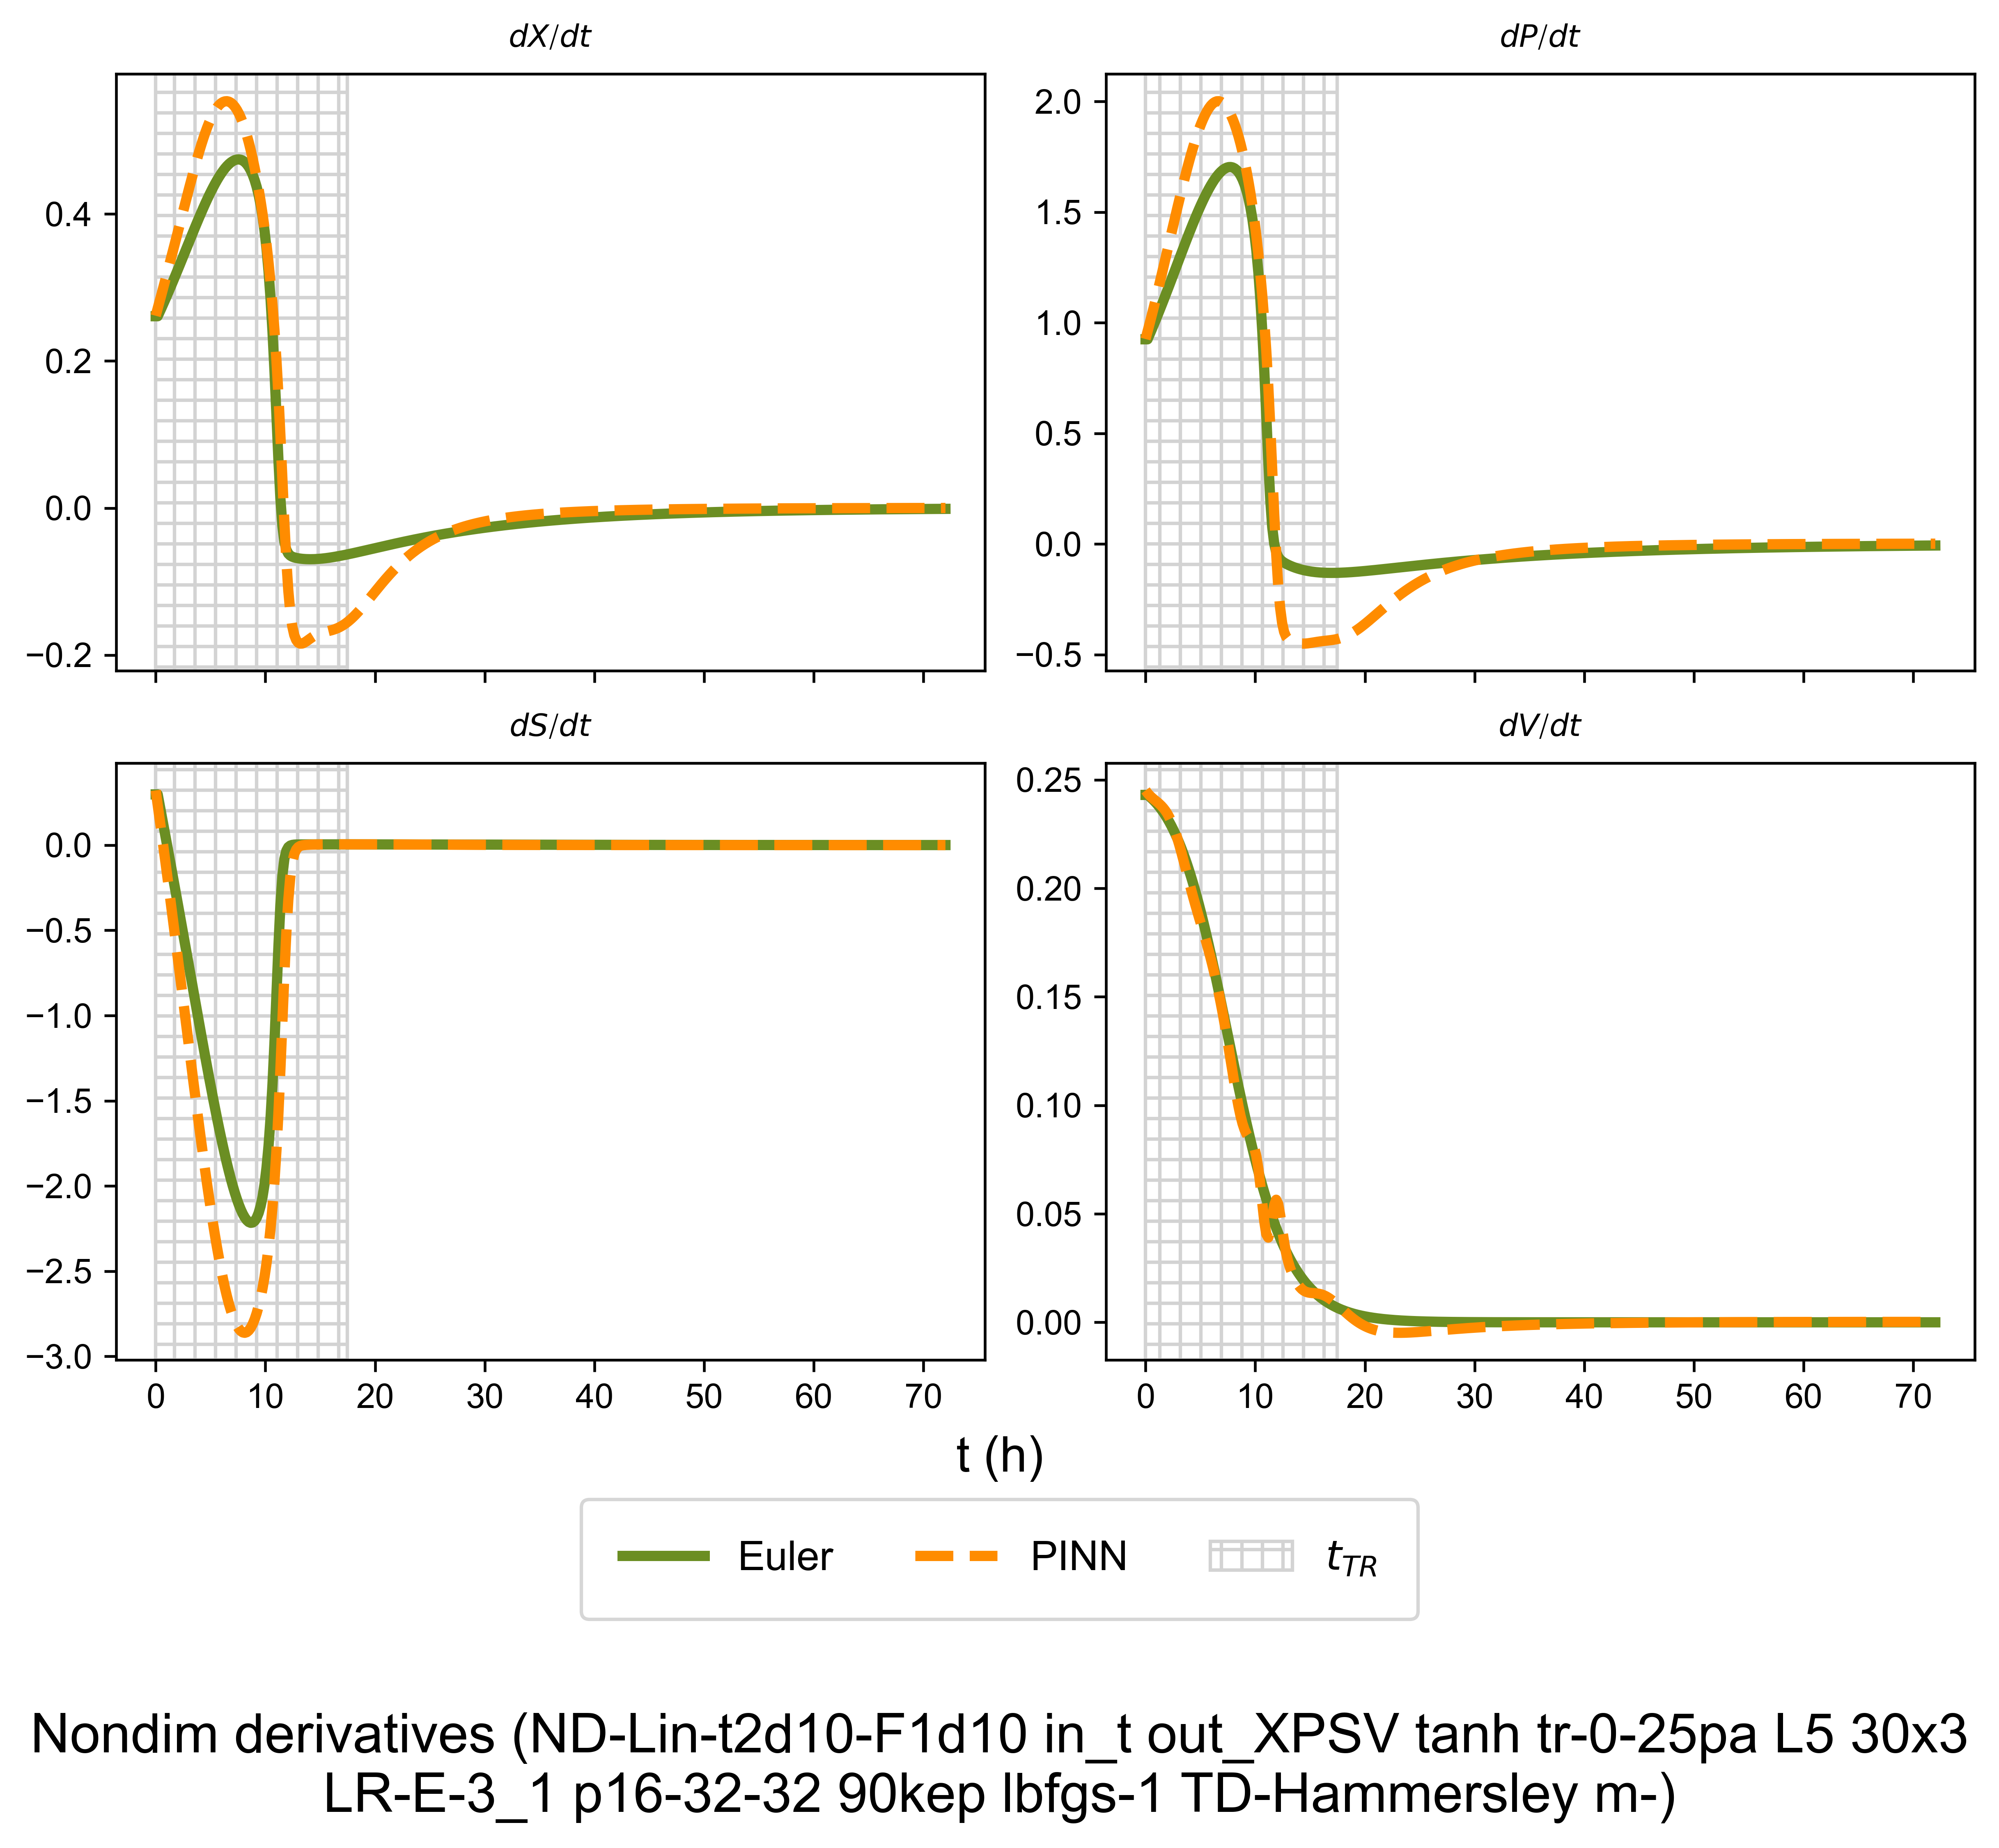 dX/dt
dP/dt
0.4
0.2
0.0
−0.2
2.0
1.5
1.0
0.5
0.0
−0.5
dS/dt
dV/dt
0.0
−0.5
−1.0
−1.5
−2.0
−2.5
−3.0
0.25
0.20
0.15
0.10
0.05
0.00
0 10 20 30 40 50 60 70
0 10 20 30 40 50 60 70
t (h)
Euler PINN t_TR
Nondim derivatives (ND-Lin-t2d10-F1d10 in_t out_XPSV tanh tr-0-25pa L5 30x3
LR-E-3_1 p16-32-32 90kep lbfgs-1 TD-Hammersley m-)